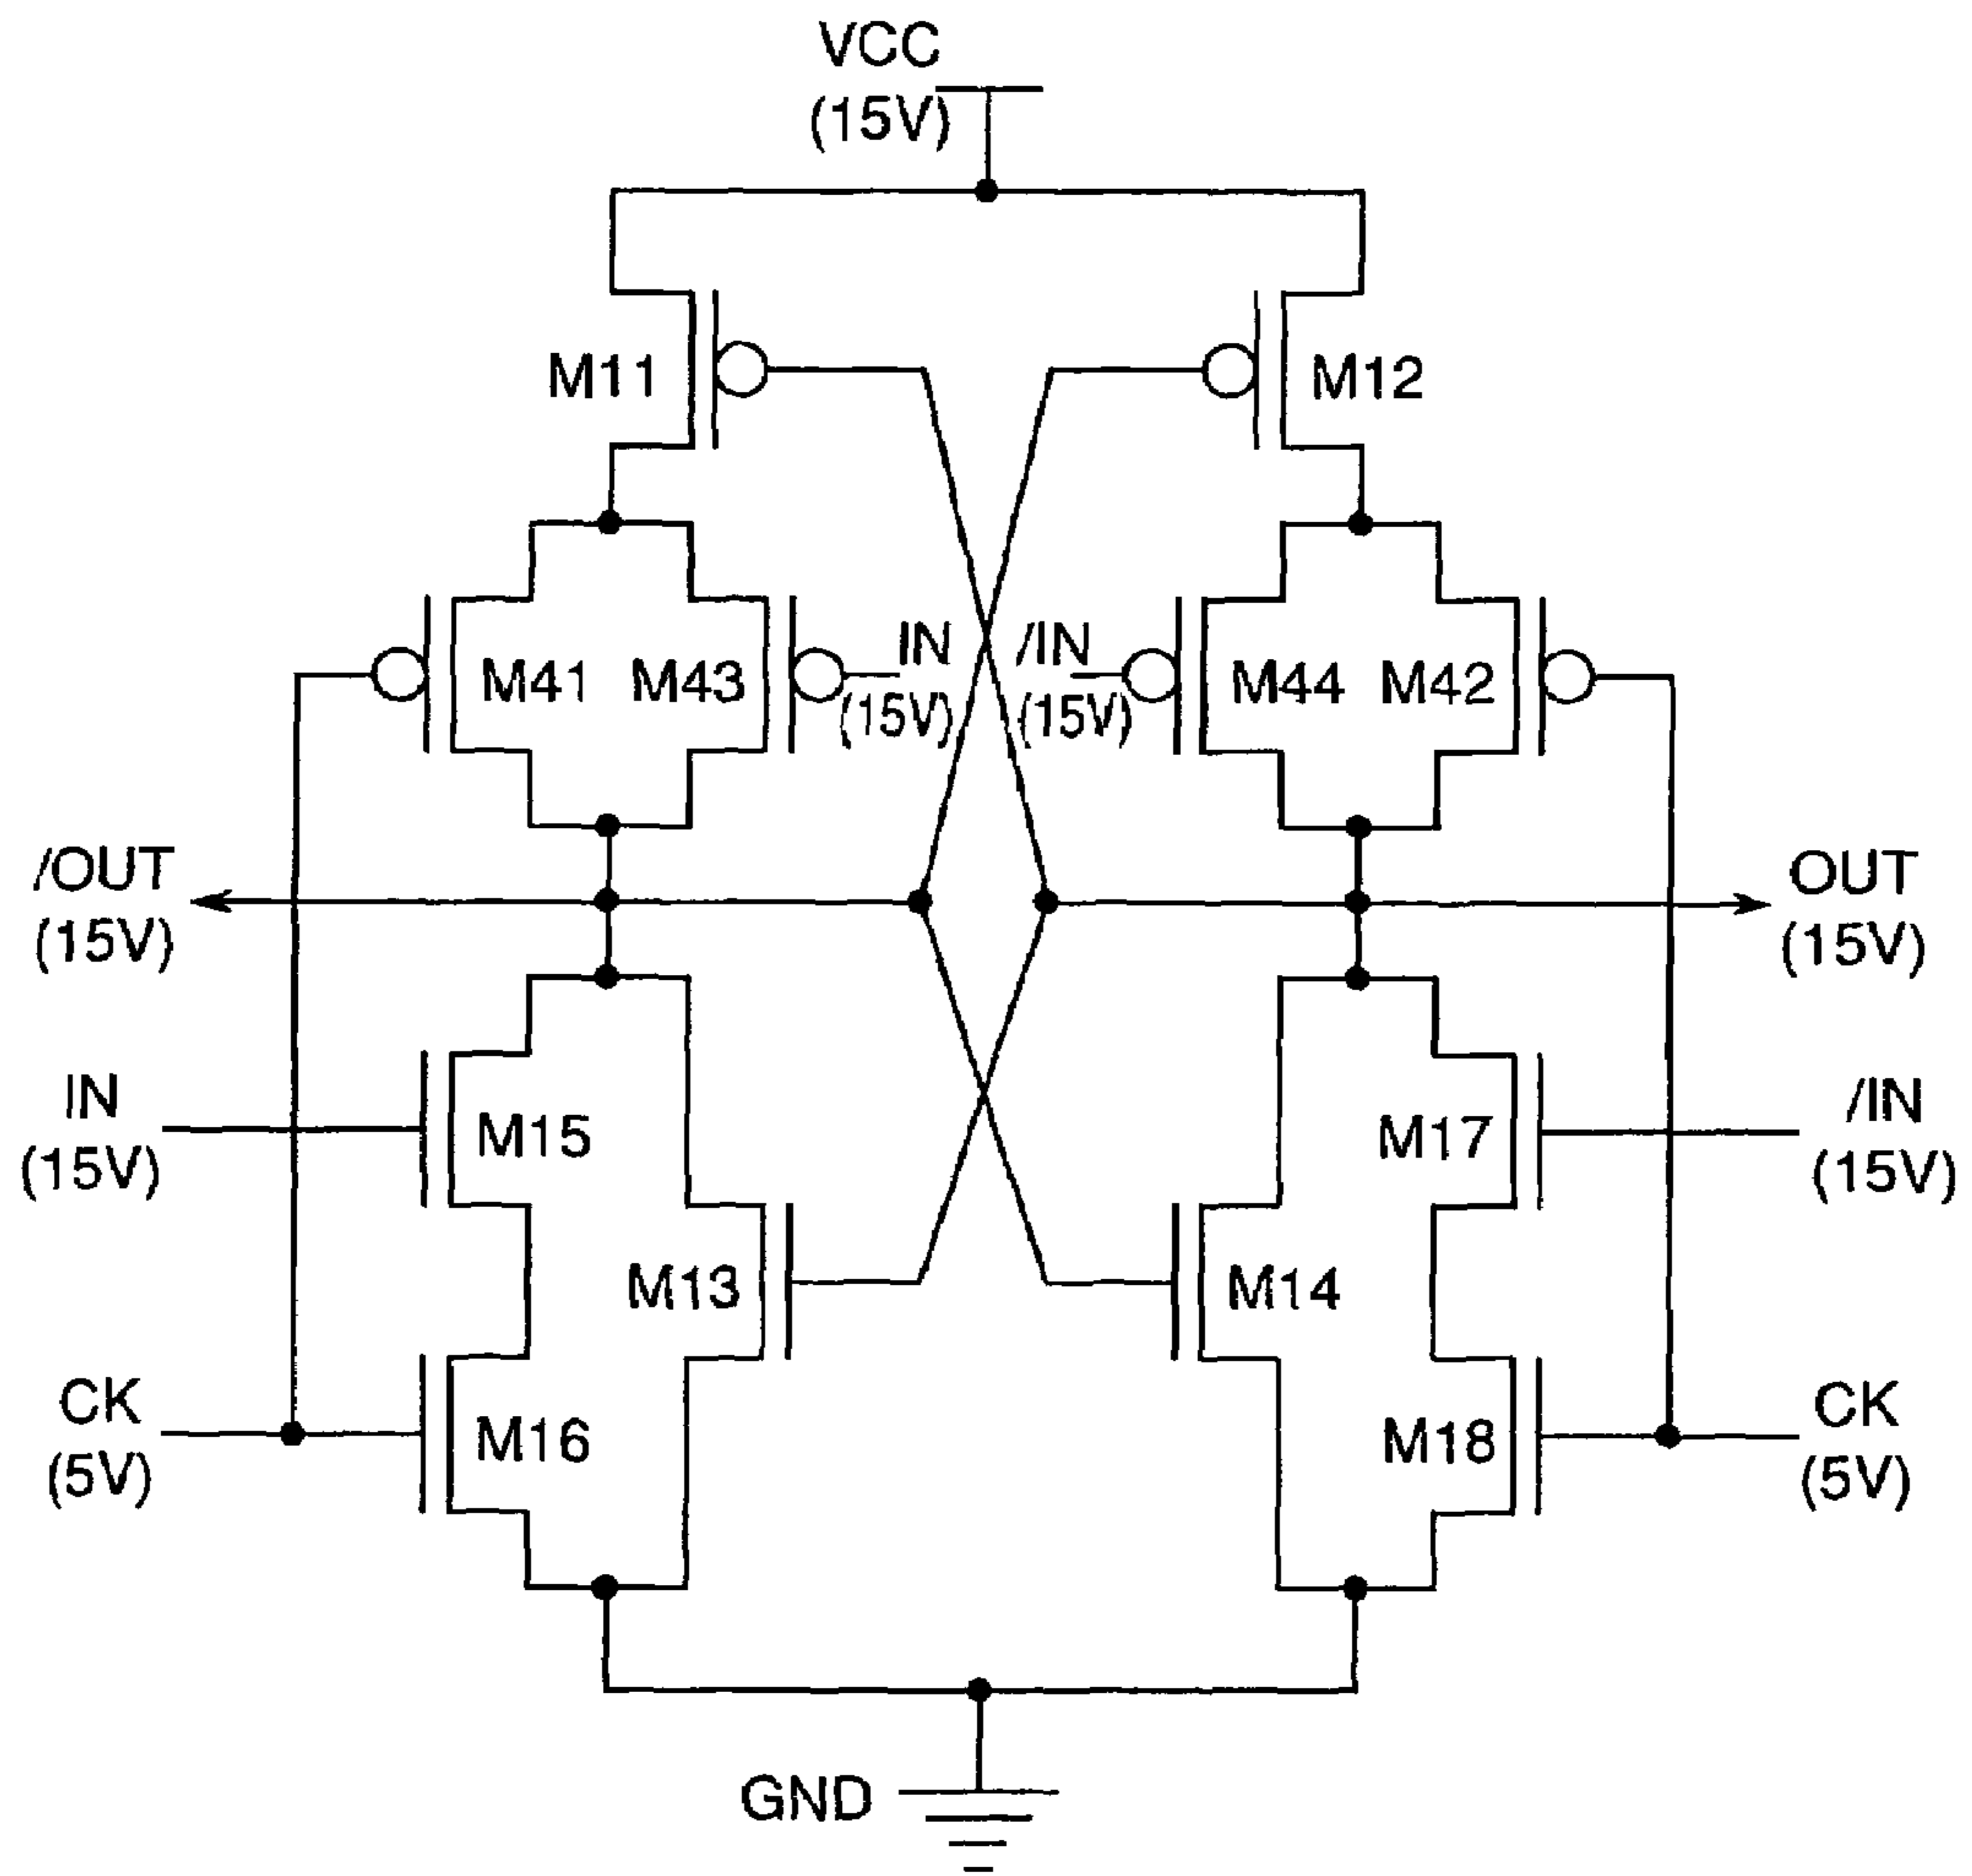 VCC
(15V)
M11
M12
IN
(15V)
/IN
(15V)
M41
M43
M44
M42
/OUT
(15V)
OUT
(15V)
IN
(15V)
M15
M17
/IN
(15V)
M13
M14
CK
(5V)
M16
M18
CK
(5V)
GND